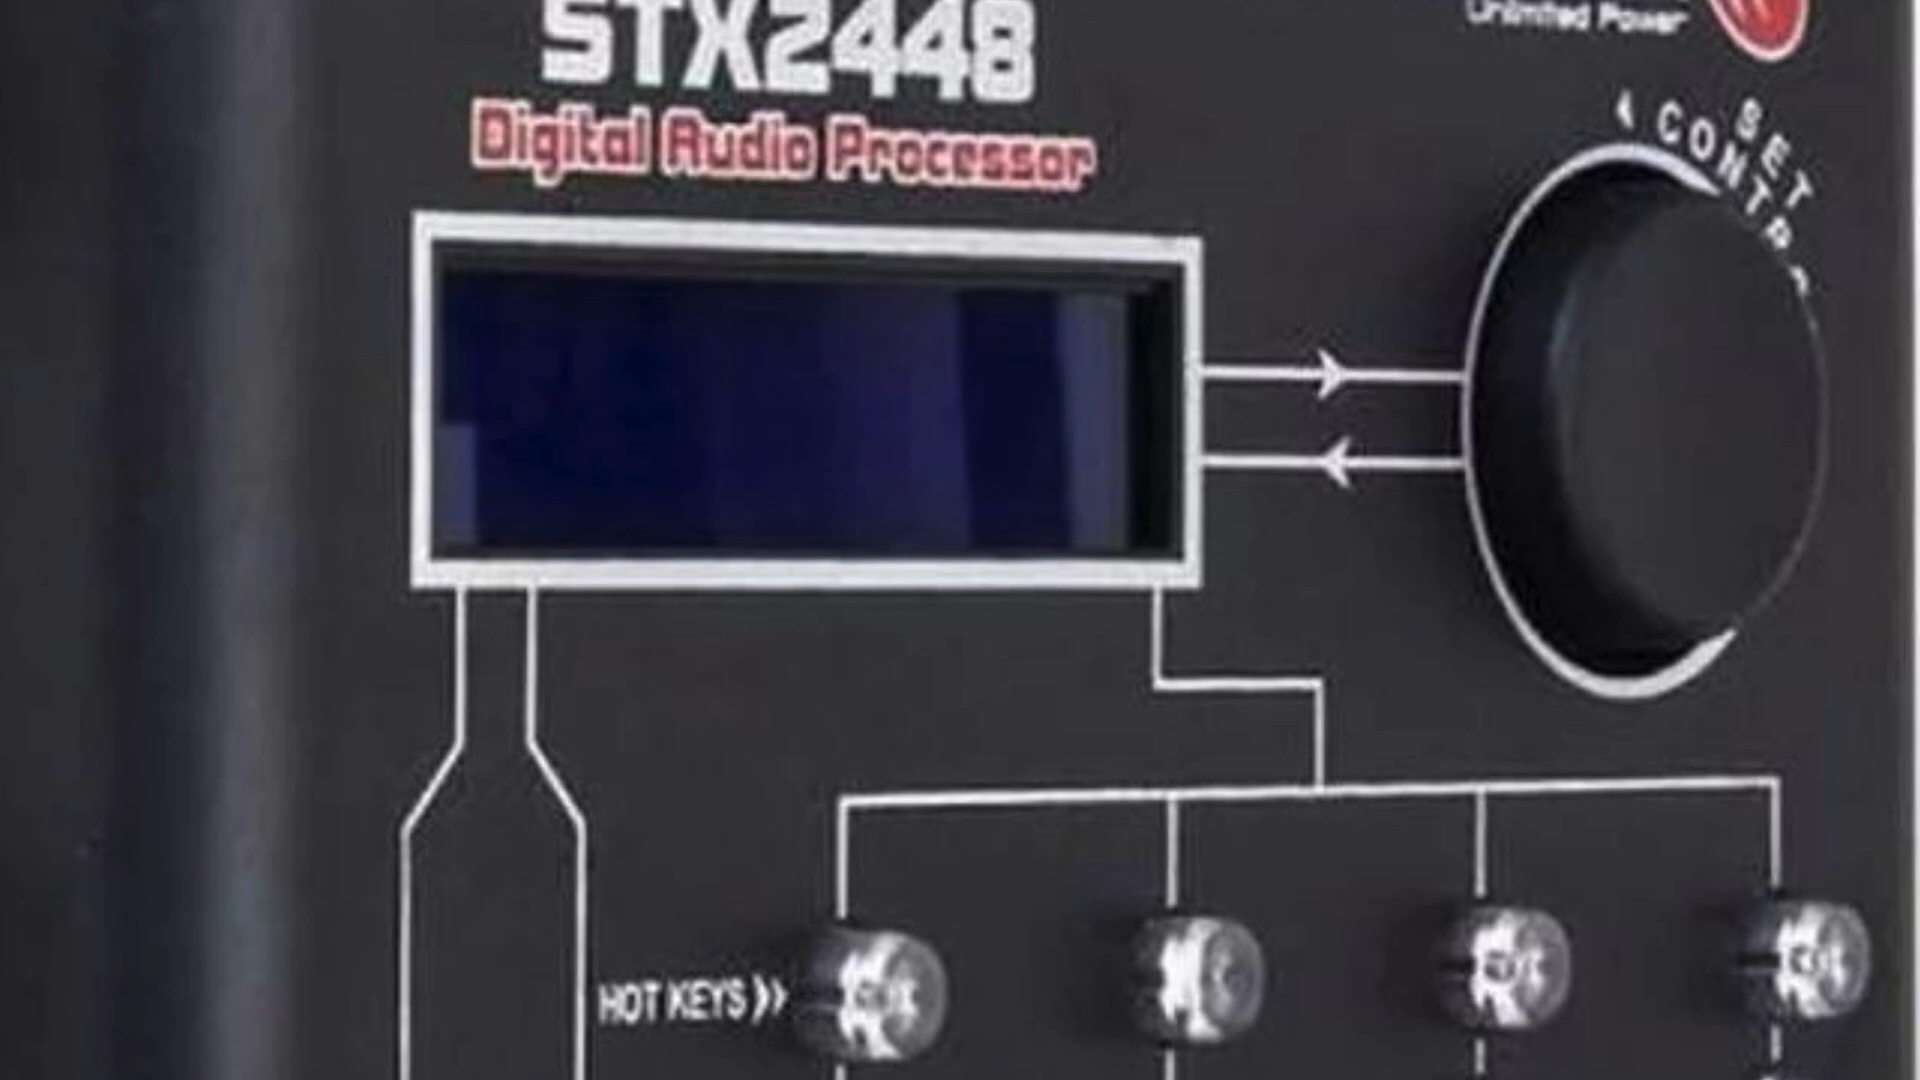 STX2448
Digital Audio Processor
Unlimited Power
SET
CONTR
HOT KEYS